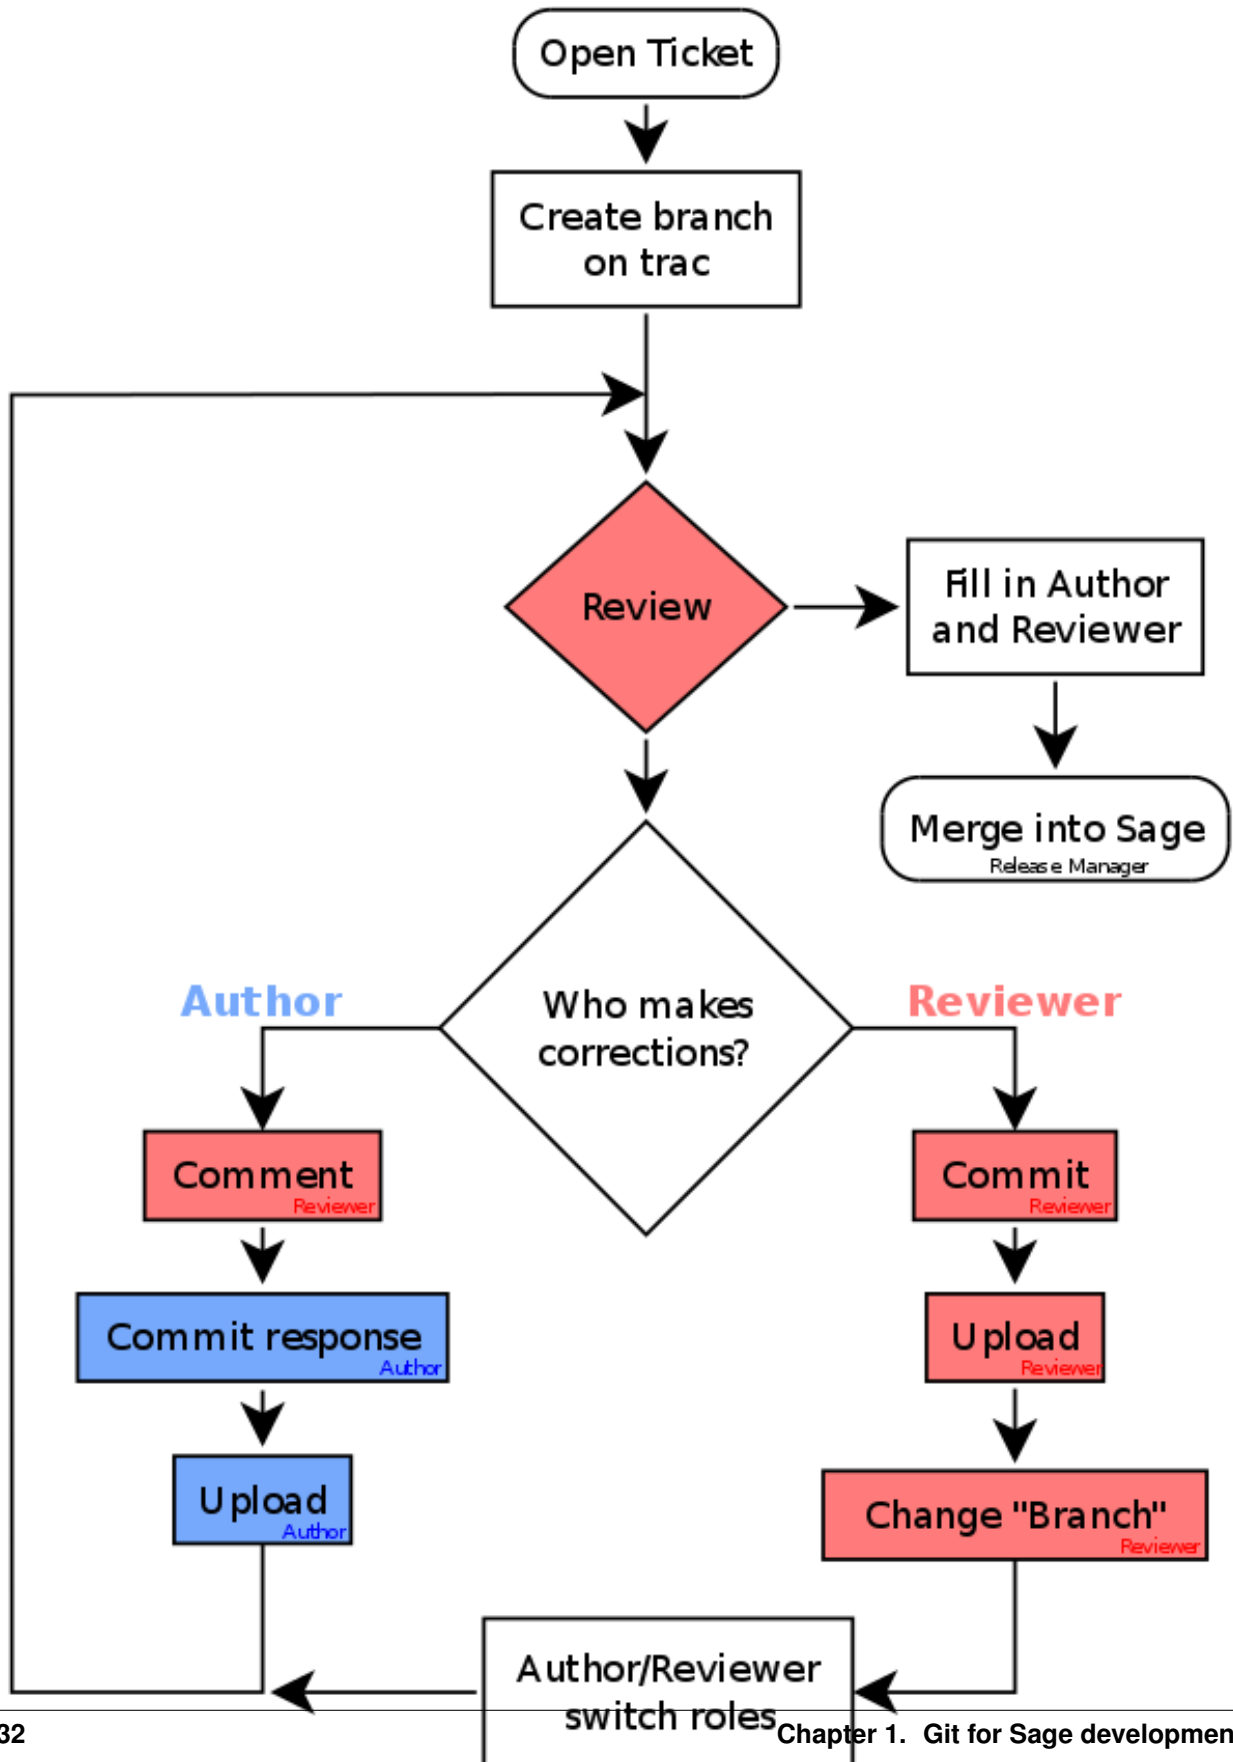 Open Ticket
Create branch
on trac
Review
Fill in Author
and Reviewer
Merge into Sage
Release Manager
Author
Who makes
corrections?
Reviewer
Comment
Reviewer
Commit response
Author
Upload
Author
Commit
Reviewer
Upload
Reviewer
Change "Branch"
Reviewer
Author/Reviewer
switch roles
32
Chapter 1. Git for Sage developmen